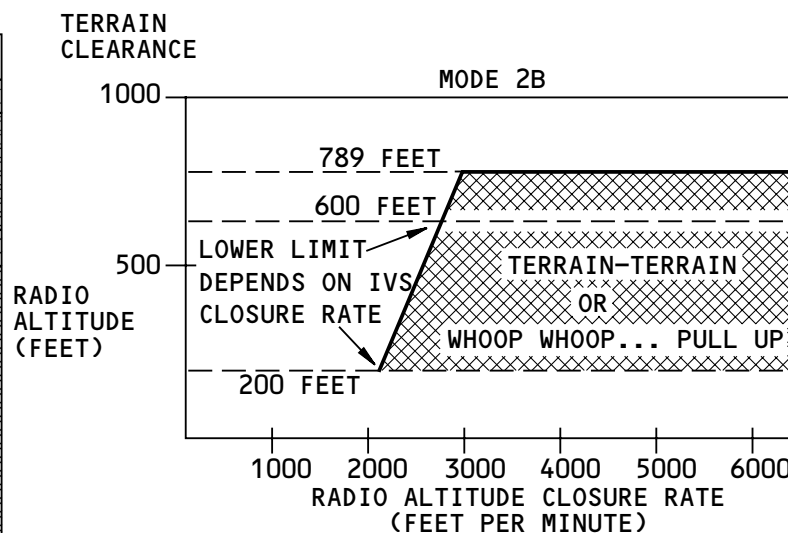 TERRAIN
CLEARANCE
MODE 2B
1000
789 FEET
600 FEET
LOWER LIMIT
DEPENDS ON IVS
CLOSURE RATE
500
TERRAIN-TERRAIN
OR
WHOOP WHOOP... PULL UP
RADIO
ALTITUDE
(FEET)
200 FEET
1000 2000 3000 4000 5000 6000
RADIO ALTITUDE CLOSURE RATE
(FEET PER MINUTE)